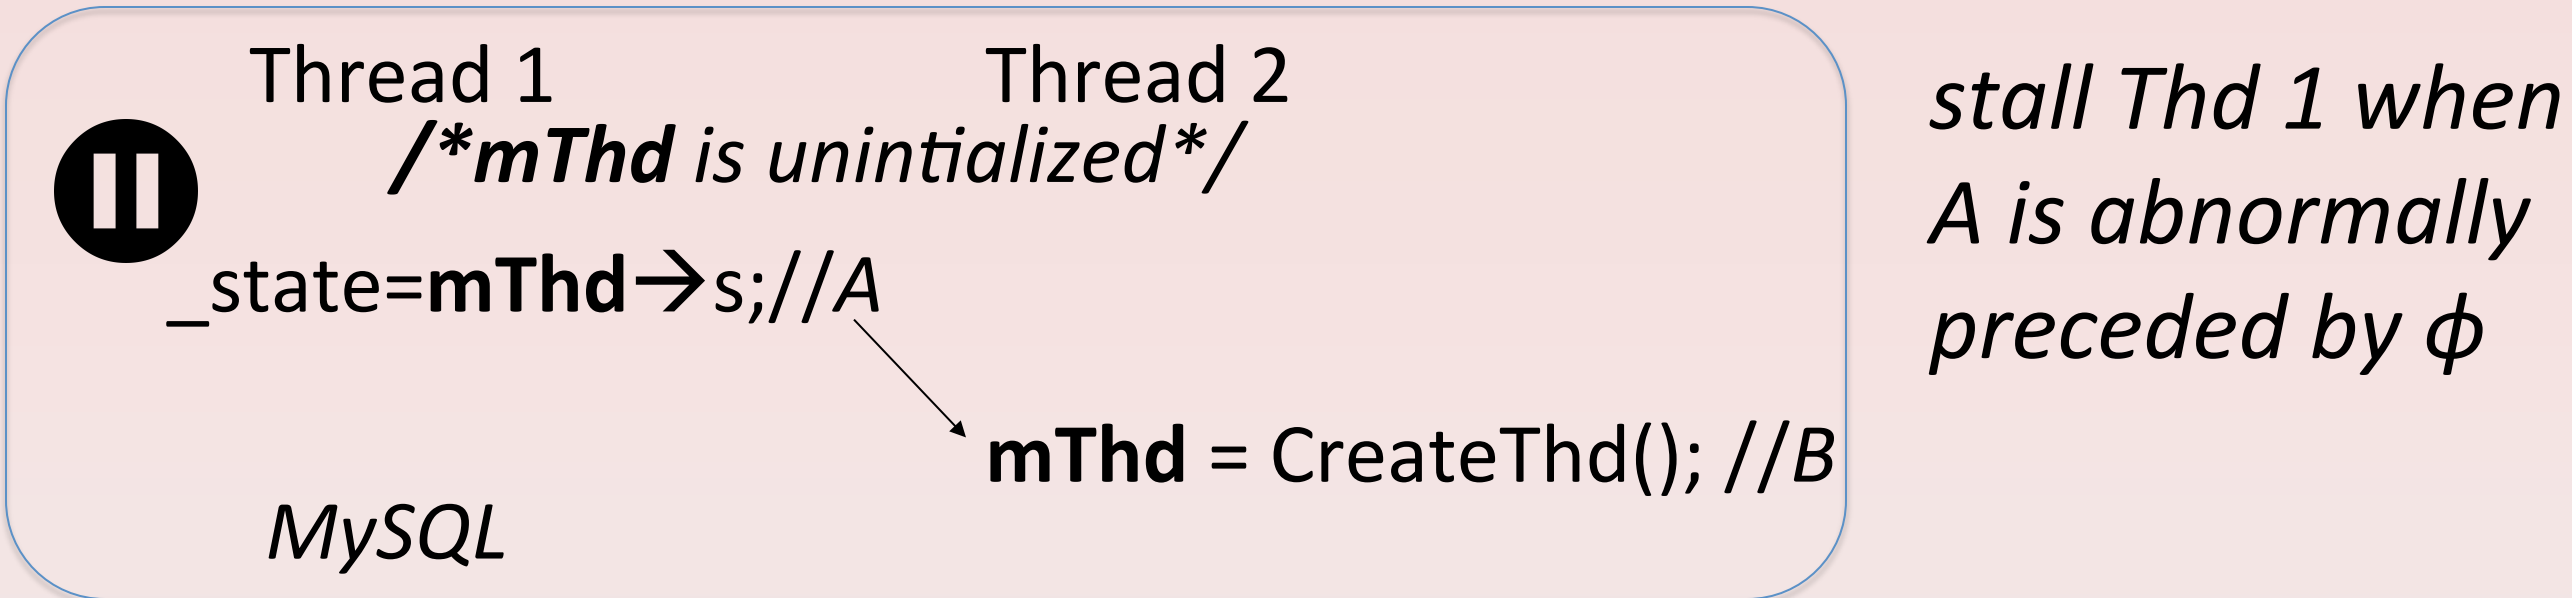 Thread 1 Thread 2
/*mThd is unintialized*/
_state=mThd→s;//A
mThd = CreateThd(); //B
MySQL
stall Thd 1 when
A is abnormally
preceded by ϕ